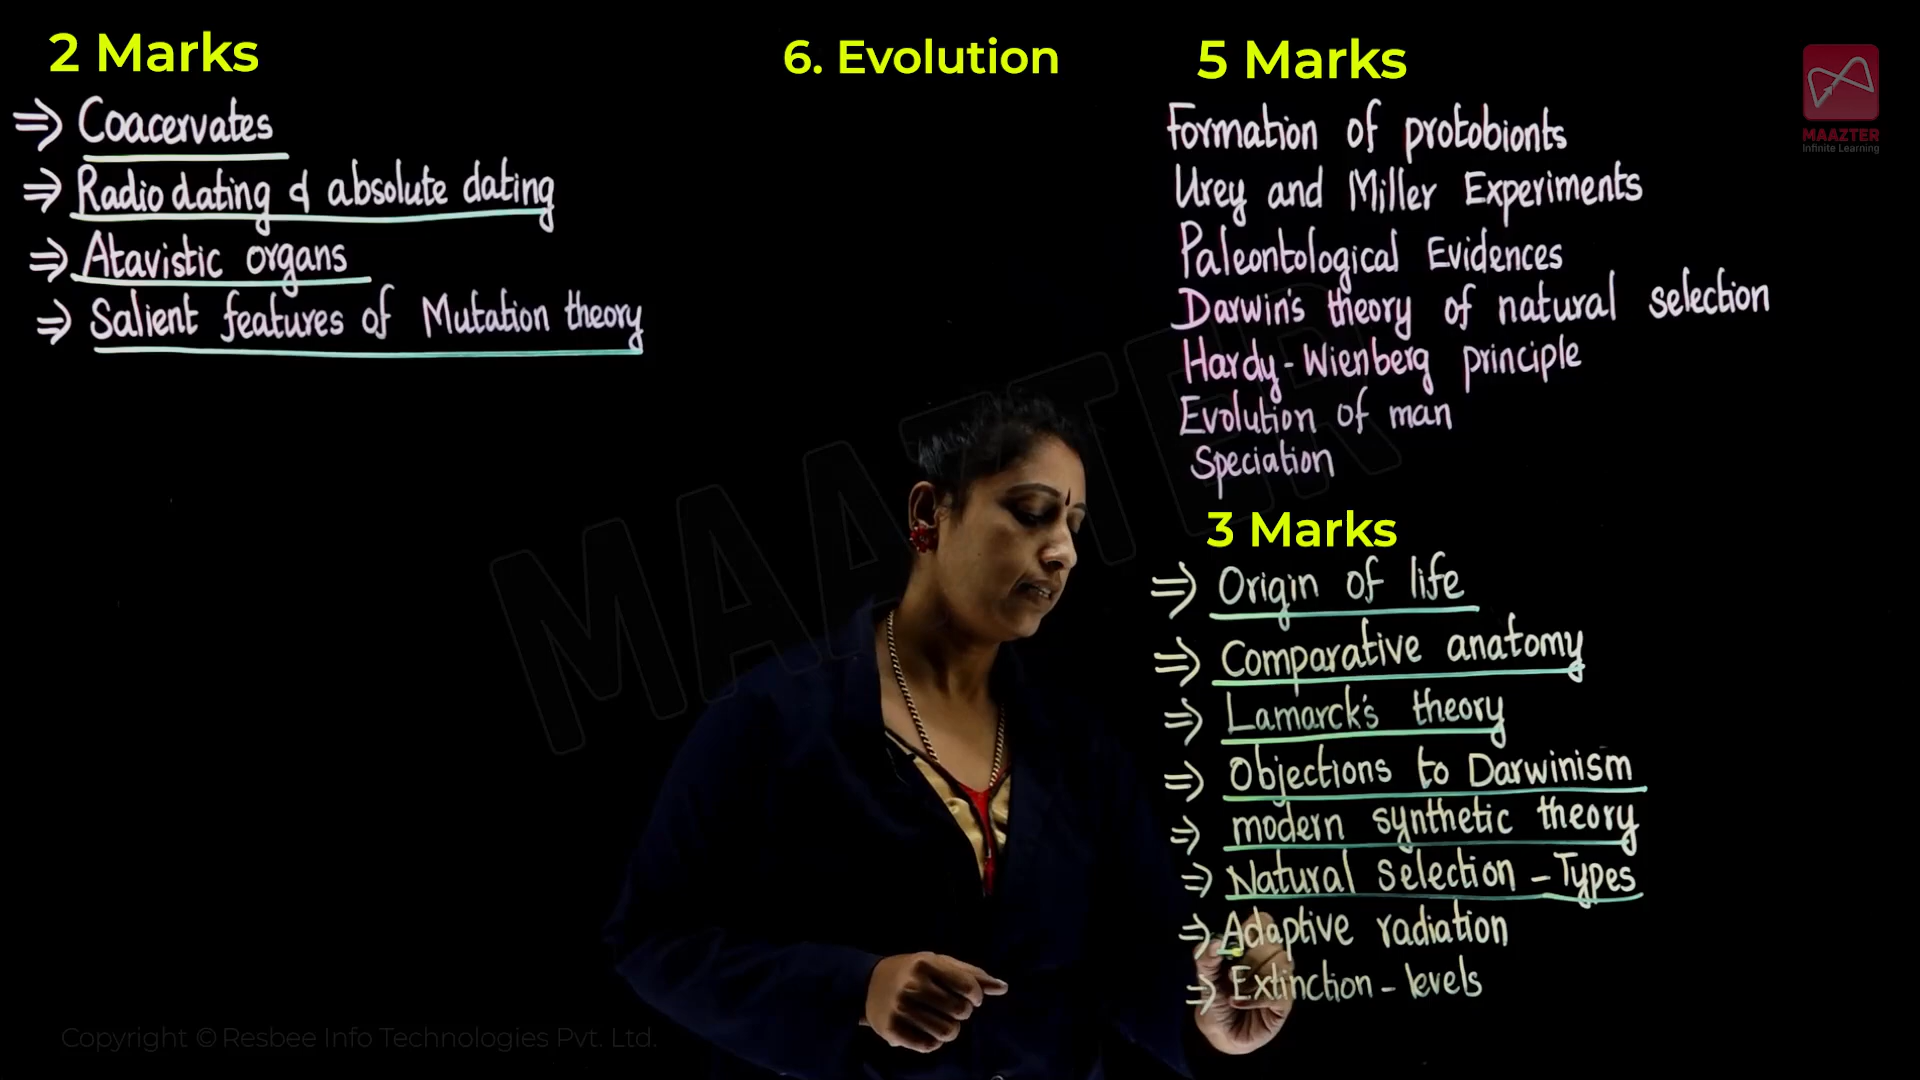 2 Marks
⇒ Coacervates
⇒ Radio dating & absolute dating
⇒ Atavistic organs
⇒ Salient features of Mutation theory
6. Evolution
5 Marks
Formation of protobionts
Urey and Miller Experiments
Paleontological Evidences
Darwin's theory of natural selection
Hardy-Wienberg principle
Evolution of man
Speciation
3 Marks
⇒ Origin of life
⇒ Comparative anatomy
⇒ Lamarck's theory
⇒ Objections to Darwinism
⇒ modern synthetic theory
⇒ Natural Selection - Types
⇒ Adaptive radiation
⇒ Extinction - levels
MAAZTER
Infinite Learning
MAAZTER
Copyright © Resbee Info Technologies Pvt. Ltd.